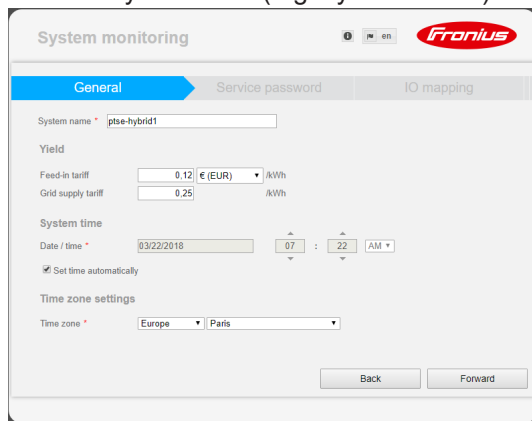 System monitoring
en
Fronius
General
Service password
IO mapping
System name * ptse-hybrid1
Yield
Feed-in tariff 0,12 € (EUR) /kWh
Grid supply tariff 0,25 /kWh
System time
Date / time * 03/22/2018 07 : 22 AM
Set time automatically
Time zone settings
Time zone * Europe Paris
Back Forward